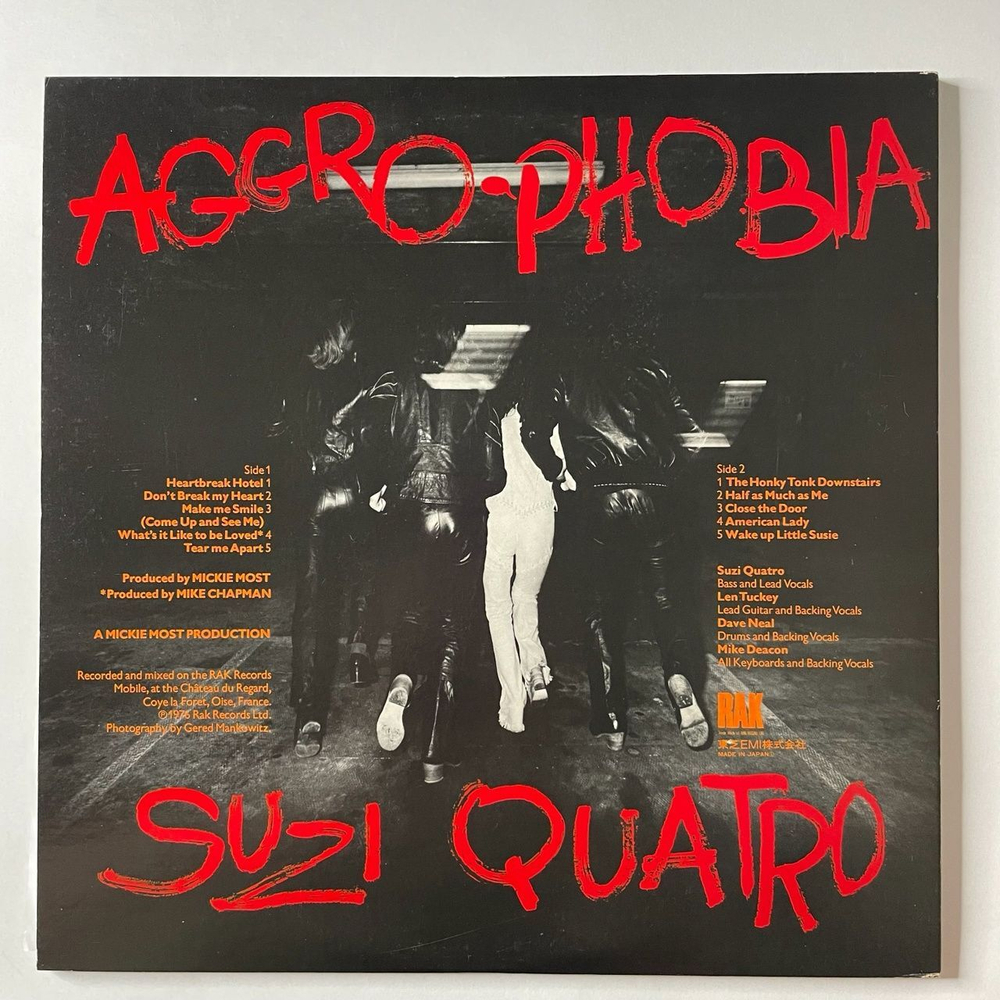 AGGRO-PHOBIA
Side 1
Heartbreak Hotel 1
Don't Break my Heart 2
Make me Smile 3
(Come Up and See Me)
What's it Like to be Loved* 4
Tear me Apart 5
Produced by MICKIE MOST
*Produced by MIKE CHAPMAN
A MICKIE MOST PRODUCTION
Recorded and mixed on the RAK Records
Mobile, at the Château du Regard,
Coye la Foret, Oise, France.
℗1976 Rak Records Ltd.
Photography by Gered Mankowitz.
Side 2
1 The Honky Tonk Downstairs
2 Half as Much as Me
3 Close the Door
4 American Lady
5 Wake up Little Susie
Suzi Quatro
Bass and Lead Vocals
Len Tuckey
Lead Guitar and Backing Vocals
Dave Neal
Drums and Backing Vocals
Mike Deacon
All Keyboards and Backing Vocals
RAK
東芝EMI株式会社
MADE IN JAPAN
SUZI QUATRO